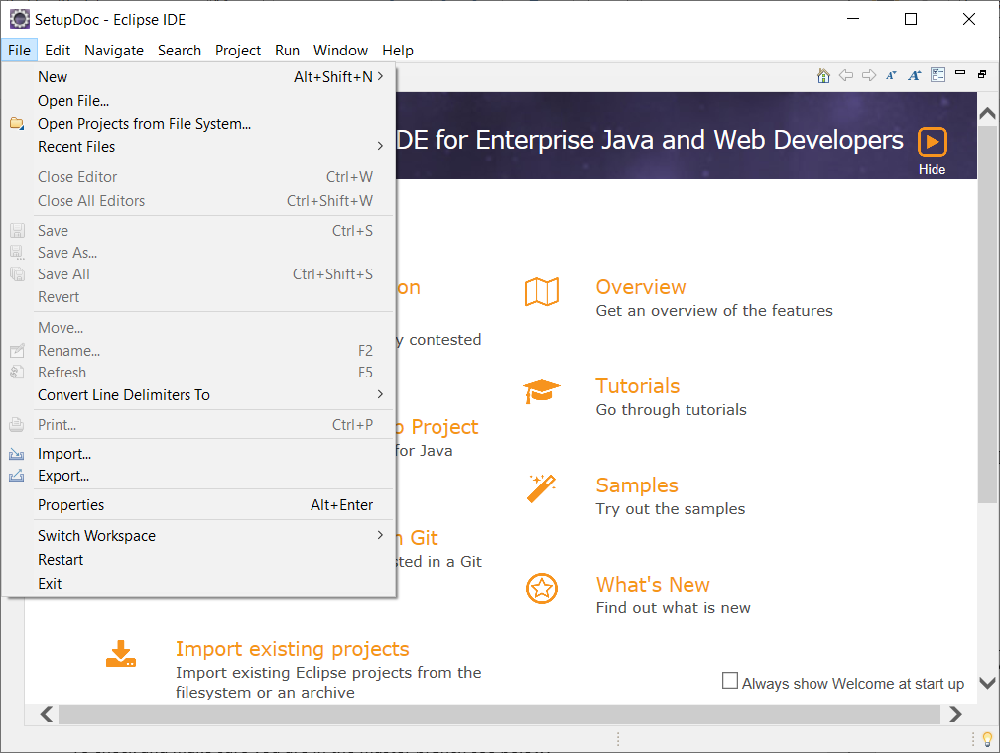 SetupDoc - Eclipse IDE
File Edit Navigate Search Project Run Window Help
New Alt+Shift+N
Open File...
Open Projects from File System...
Recent Files
Close Editor Ctrl+W
Close All Editors Ctrl+Shift+W
Save Ctrl+S
Save As...
Save All Ctrl+Shift+S
Revert
Move...
Rename... F2
Refresh F5
Convert Line Delimiters To
Print... Ctrl+P
Import...
Export...
Properties Alt+Enter
Switch Workspace
Restart
Exit
DE for Enterprise Java and Web Developers
Hide
on
y contested
o Project
for Java
n Git
sted in a Git
Import existing projects
Import existing Eclipse projects from the
filesystem or an archive
Overview
Get an overview of the features
Tutorials
Go through tutorials
Samples
Try out the samples
What's New
Find out what is new
Always show Welcome at start up